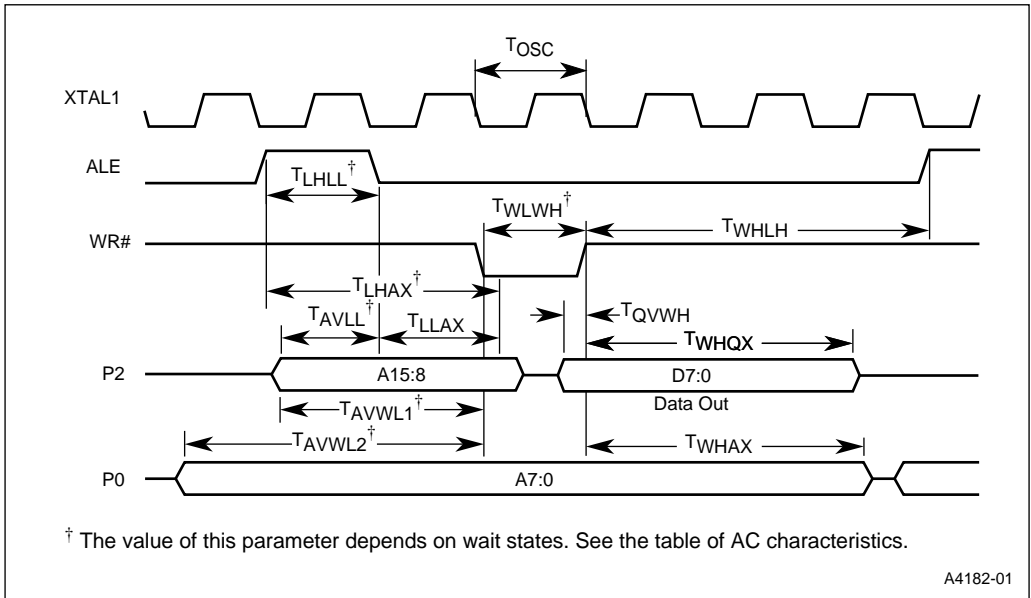 TOSC
XTAL1
ALE
TLHLL†
TWLWH†
TWHLH
WR#
TLHAX†
TAVLL†
TLLAX
TQVWH
TWHQX
P2
A15:8
D7:0
Data Out
TAVWL1†
TAVWL2†
TWHAX
P0
A7:0
† The value of this parameter depends on wait states. See the table of AC characteristics.
A4182-01